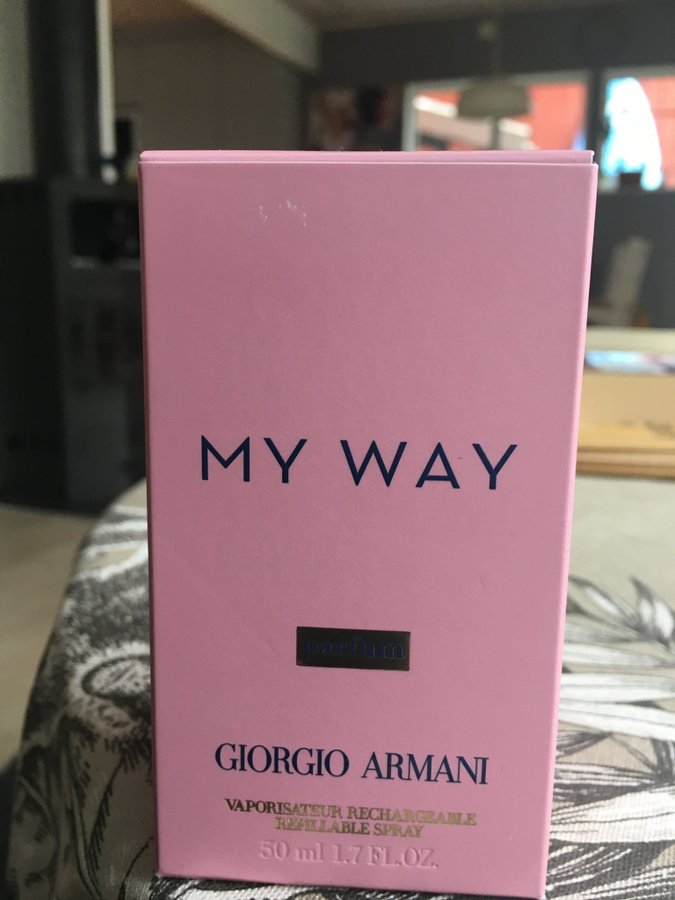 MY WAY
parfum
GIORGIO ARMANI
VAPORISATEUR RECHARGEABLE
REFILLABLE SPRAY
50 ml 1.7 FL.OZ.